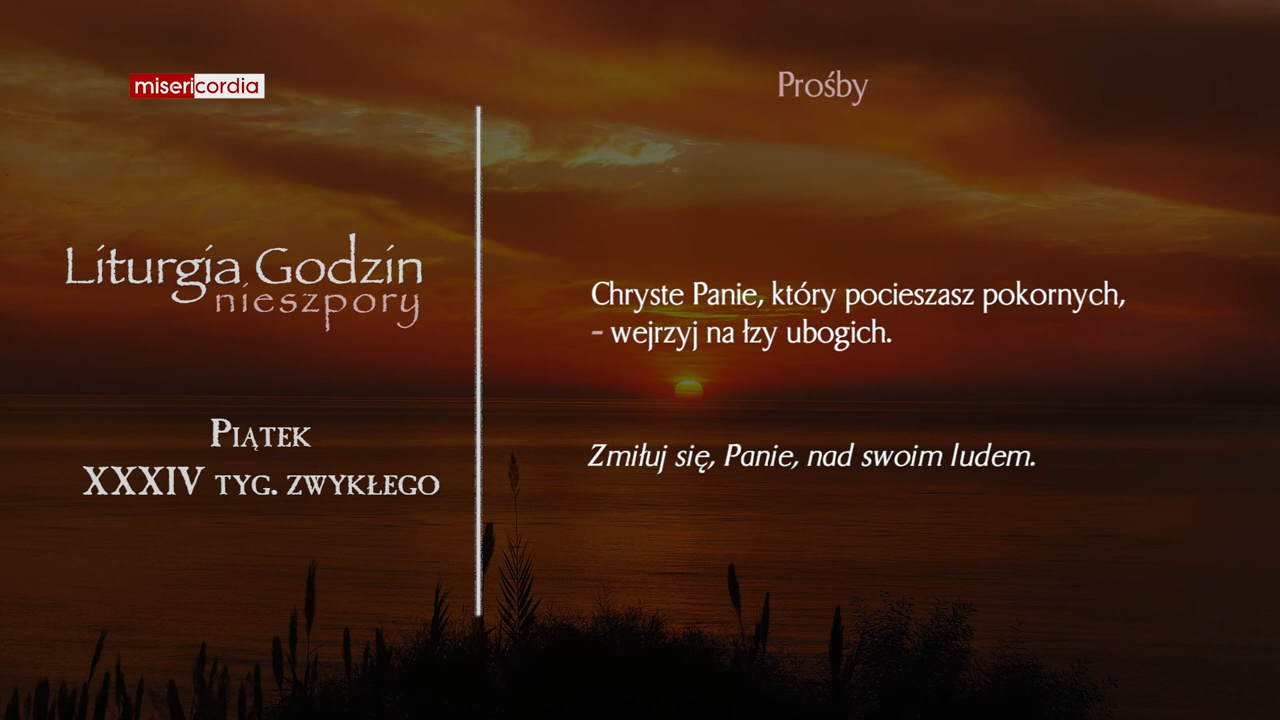 misericordia
Liturgia Godzin
nieszpory
Piątek
XXXIV tyg. zwykłego
Prośby
Chryste Panie, który pocieszasz pokornych,
– wejrzyj na łzy ubogich.
Zmiłuj się, Panie, nad swoim ludem.